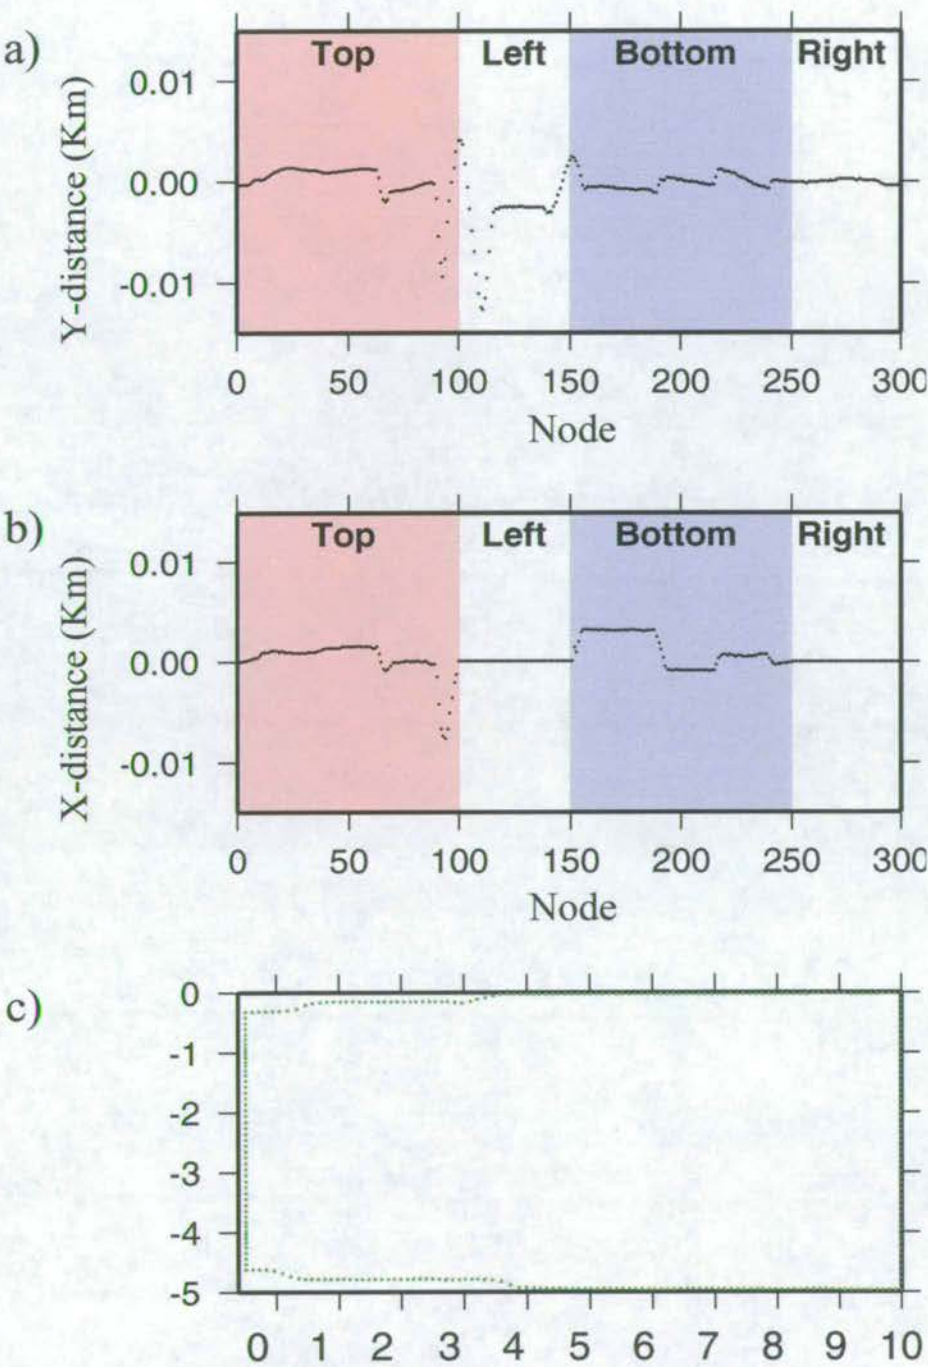 a)
Top Left Bottom Right
0.01
0.00
-0.01
Y-distance (Km)
0 50 100 150 200 250 300
Node
b)
Top Left Bottom Right
0.01
0.00
-0.01
X-distance (Km)
0 50 100 150 200 250 300
Node
c)
0
-1
-2
-3
-4
-5
0 1 2 3 4 5 6 7 8 9 10